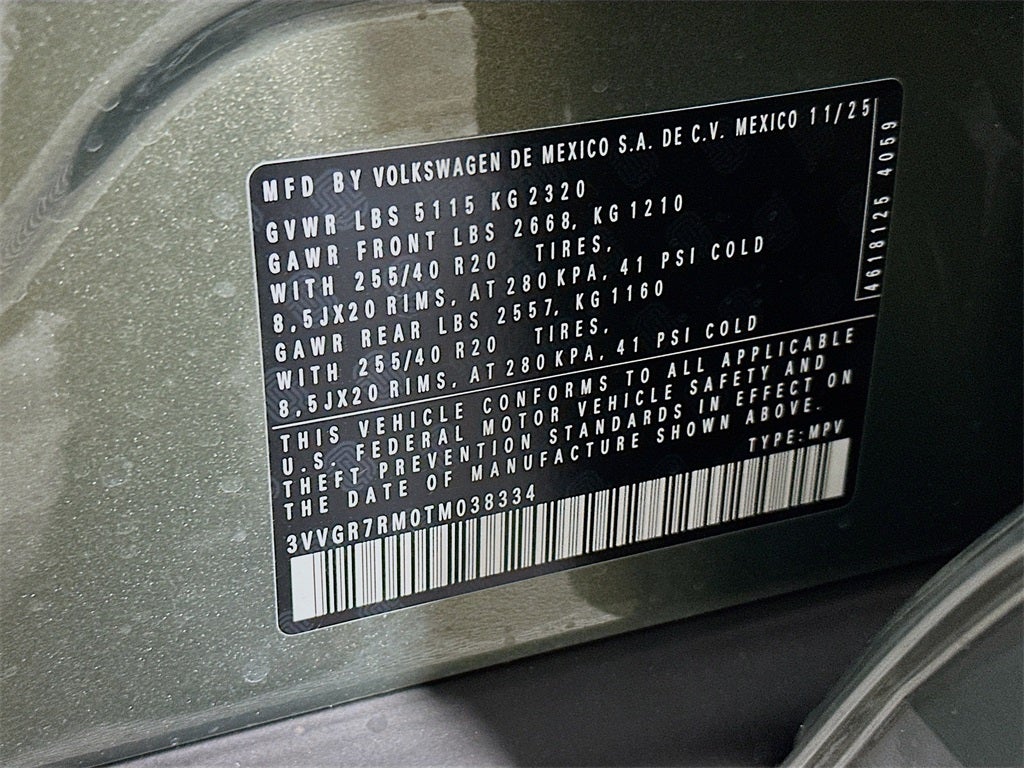 MFD BY VOLKSWAGEN DE MEXICO S.A. DE C.V. MEXICO 11/25
GVWR LBS 5115 KG 2320
GAWR FRONT LBS 2668, KG 1210
WITH 255/40 R20 TIRES,
8,5JX20 RIMS, AT 280 KPA, 41 PSI COLD
GAWR REAR LBS 2557, KG 1160
WITH 255/40 R20 TIRES,
8,5JX20 RIMS, AT 280 KPA, 41 PSI COLD
THIS VEHICLE CONFORMS TO ALL APPLICABLE
U.S. FEDERAL MOTOR VEHICLE SAFETY AND
THEFT PREVENTION STANDARDS IN EFFECT ON
THE DATE OF MANUFACTURE SHOWN ABOVE.
TYPE: MPV
3VVGR7RM0TM038334
4618125 4059